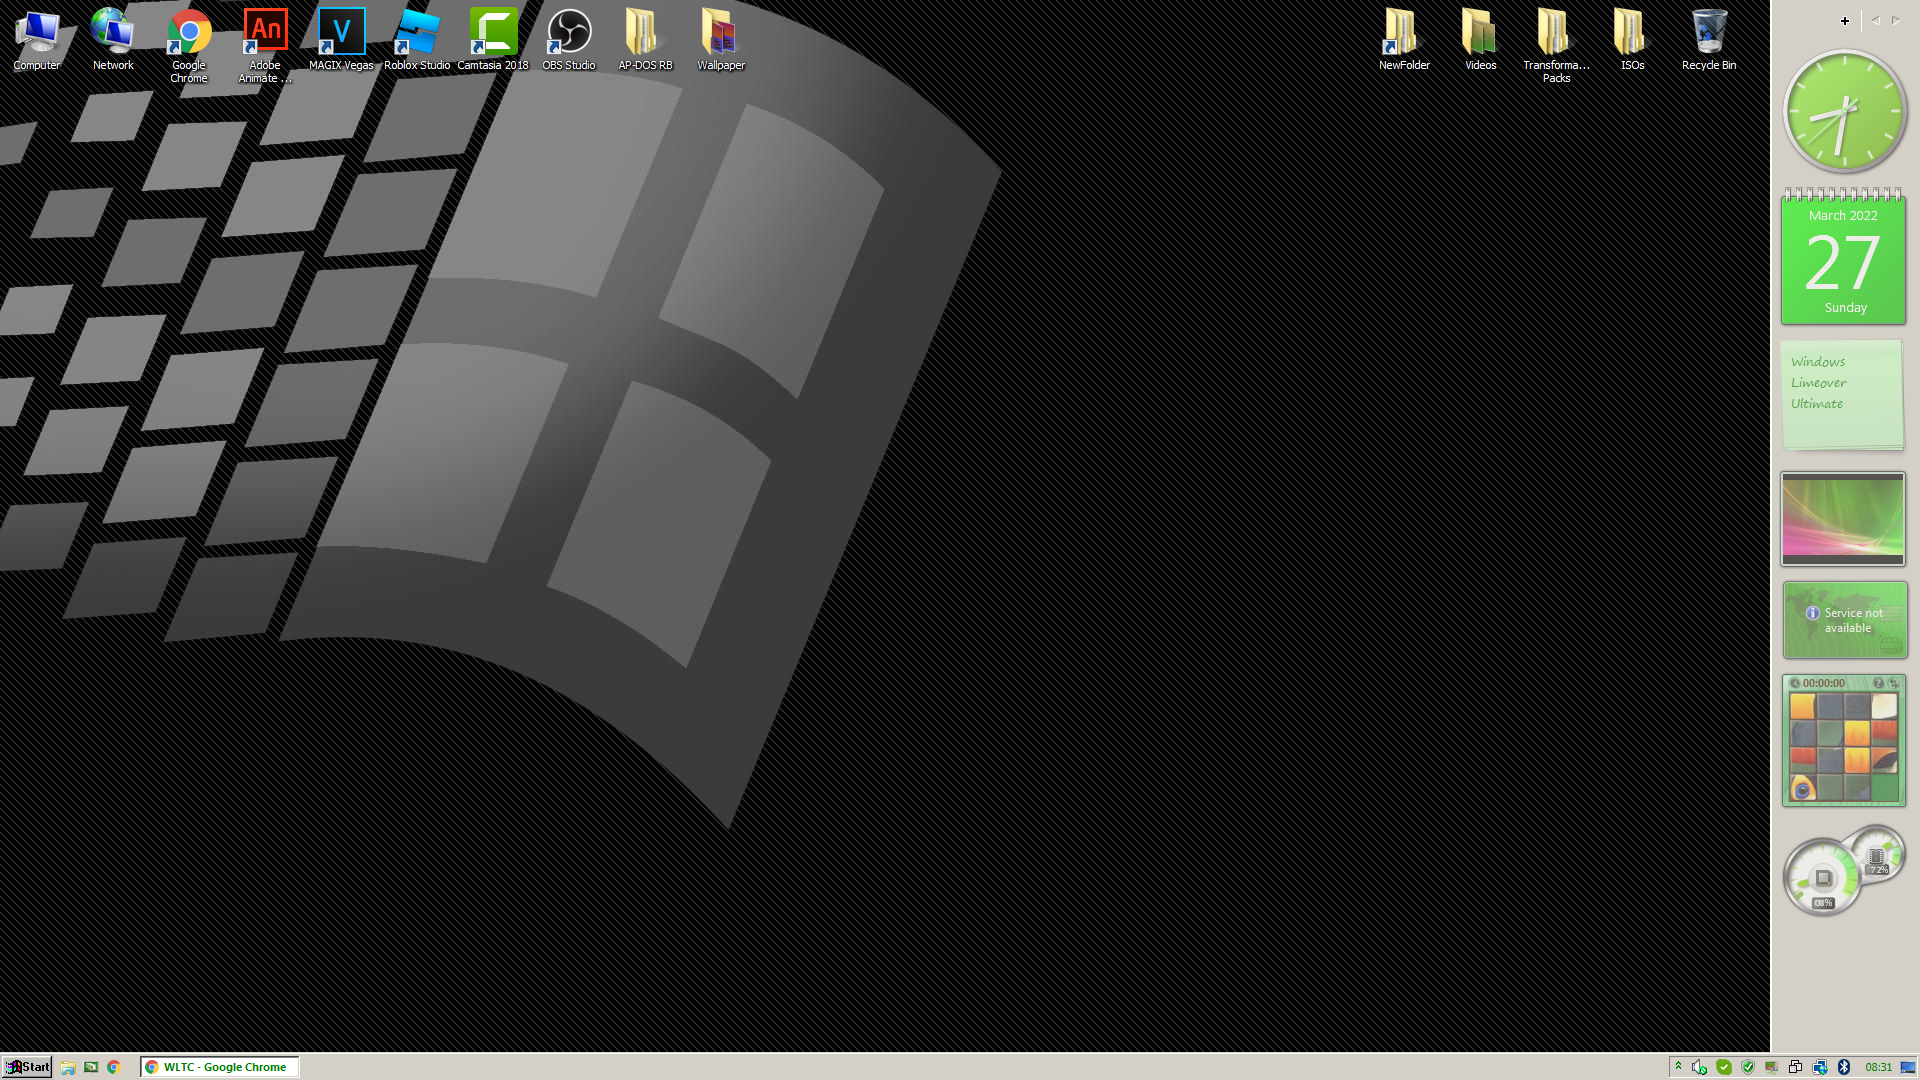 Computer
Network
Google
Chrome
An
Adobe
Animate ...
V
MAGIX Vegas
Roblox Studio
Camtasia 2018
OBS Studio
AP-DOS RB
Wallpaper
NewFolder
Videos
Transforma...
Packs
ISOs
Recycle Bin
March 2022
27
Sunday
Windows
Limeover
Ultimate
Service not
available
00:00:00
72%
08%
Start
WLTC - Google Chrome
08:31